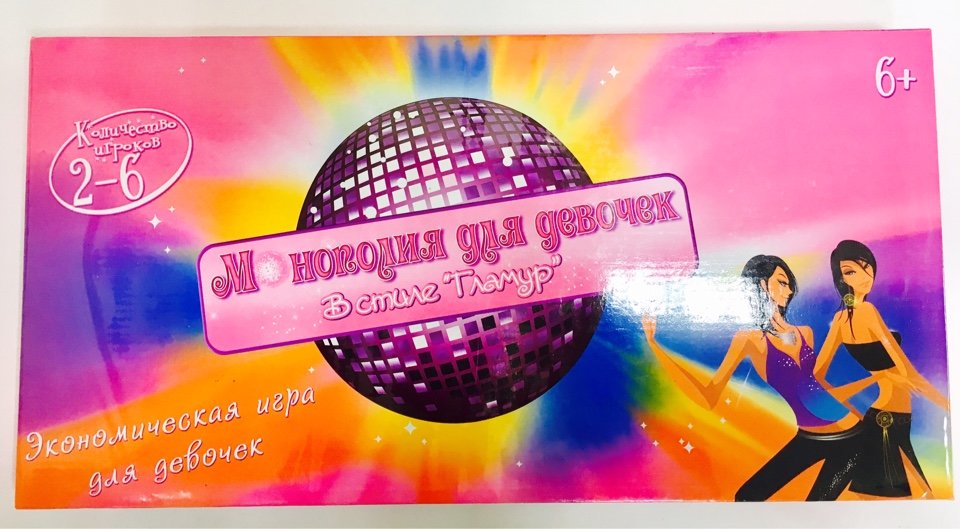 6+
Количество
игроков
2-6
Монополия для девочек
В стиле "Гламур"
Экономическая игра
для девочек